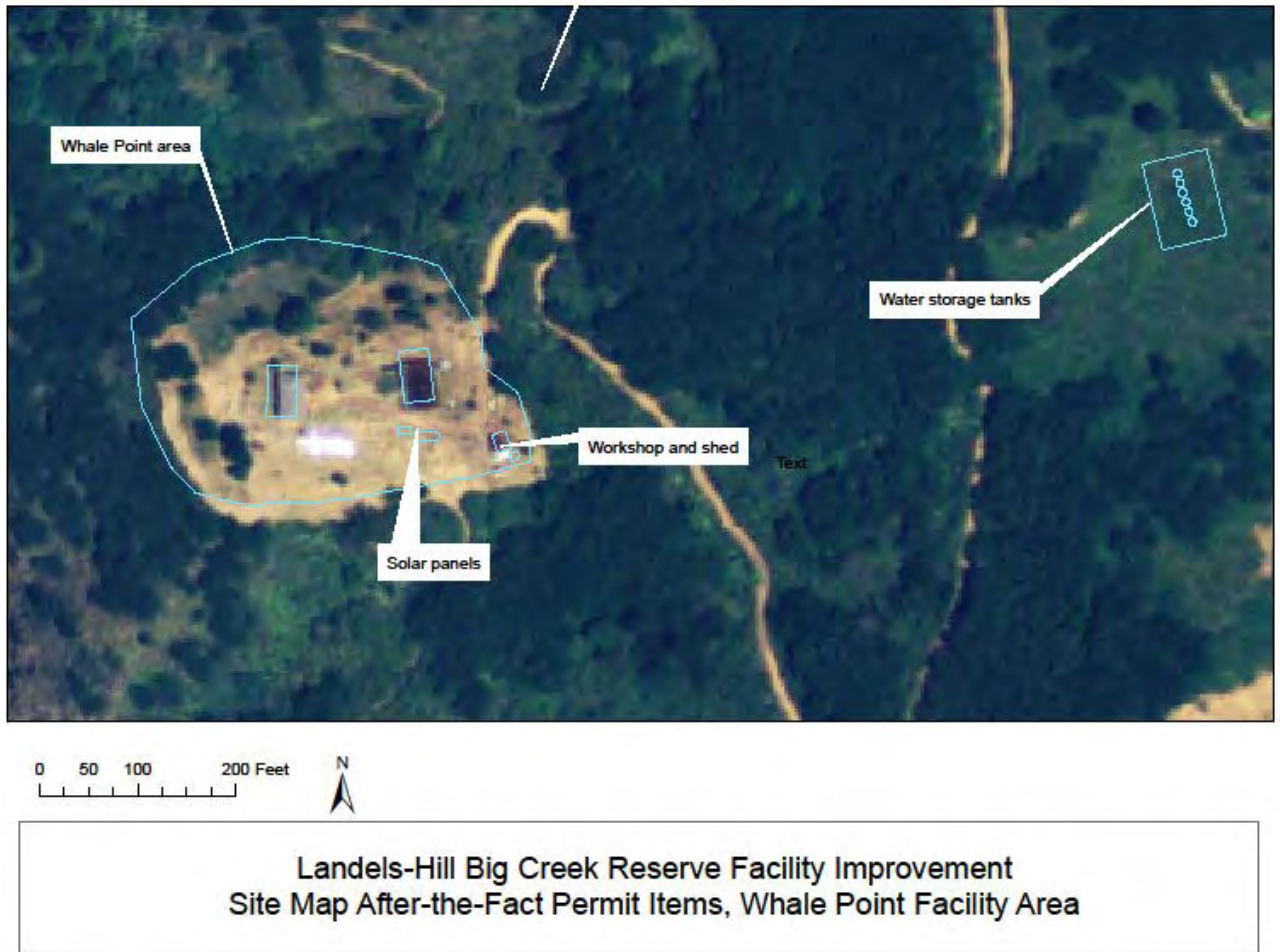 Whale Point area
Water storage tanks
Workshop and shed
Text
Solar panels
0 50 100 200 Feet
N
Landels-Hill Big Creek Reserve Facility Improvement
Site Map After-the-Fact Permit Items, Whale Point Facility Area